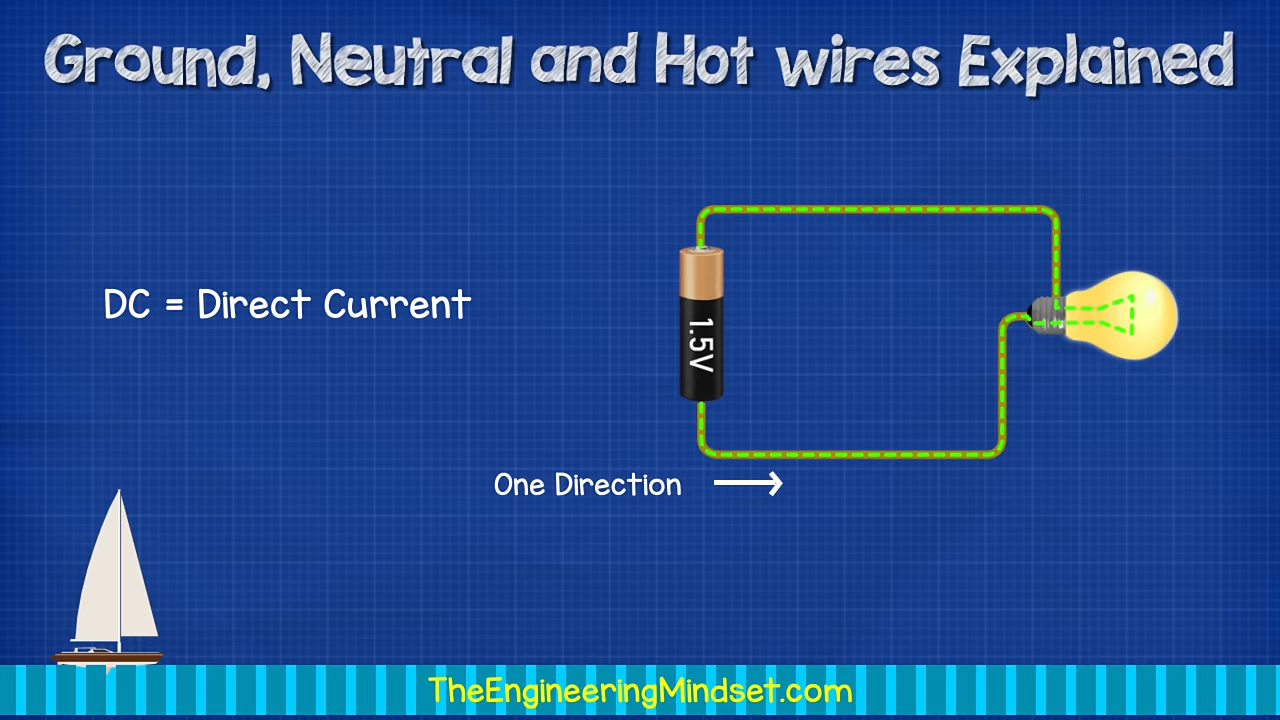 Ground, Neutral and Hot wires Explained
DC = Direct Current
1.5V
One Direction
TheEngineeringMindset.com